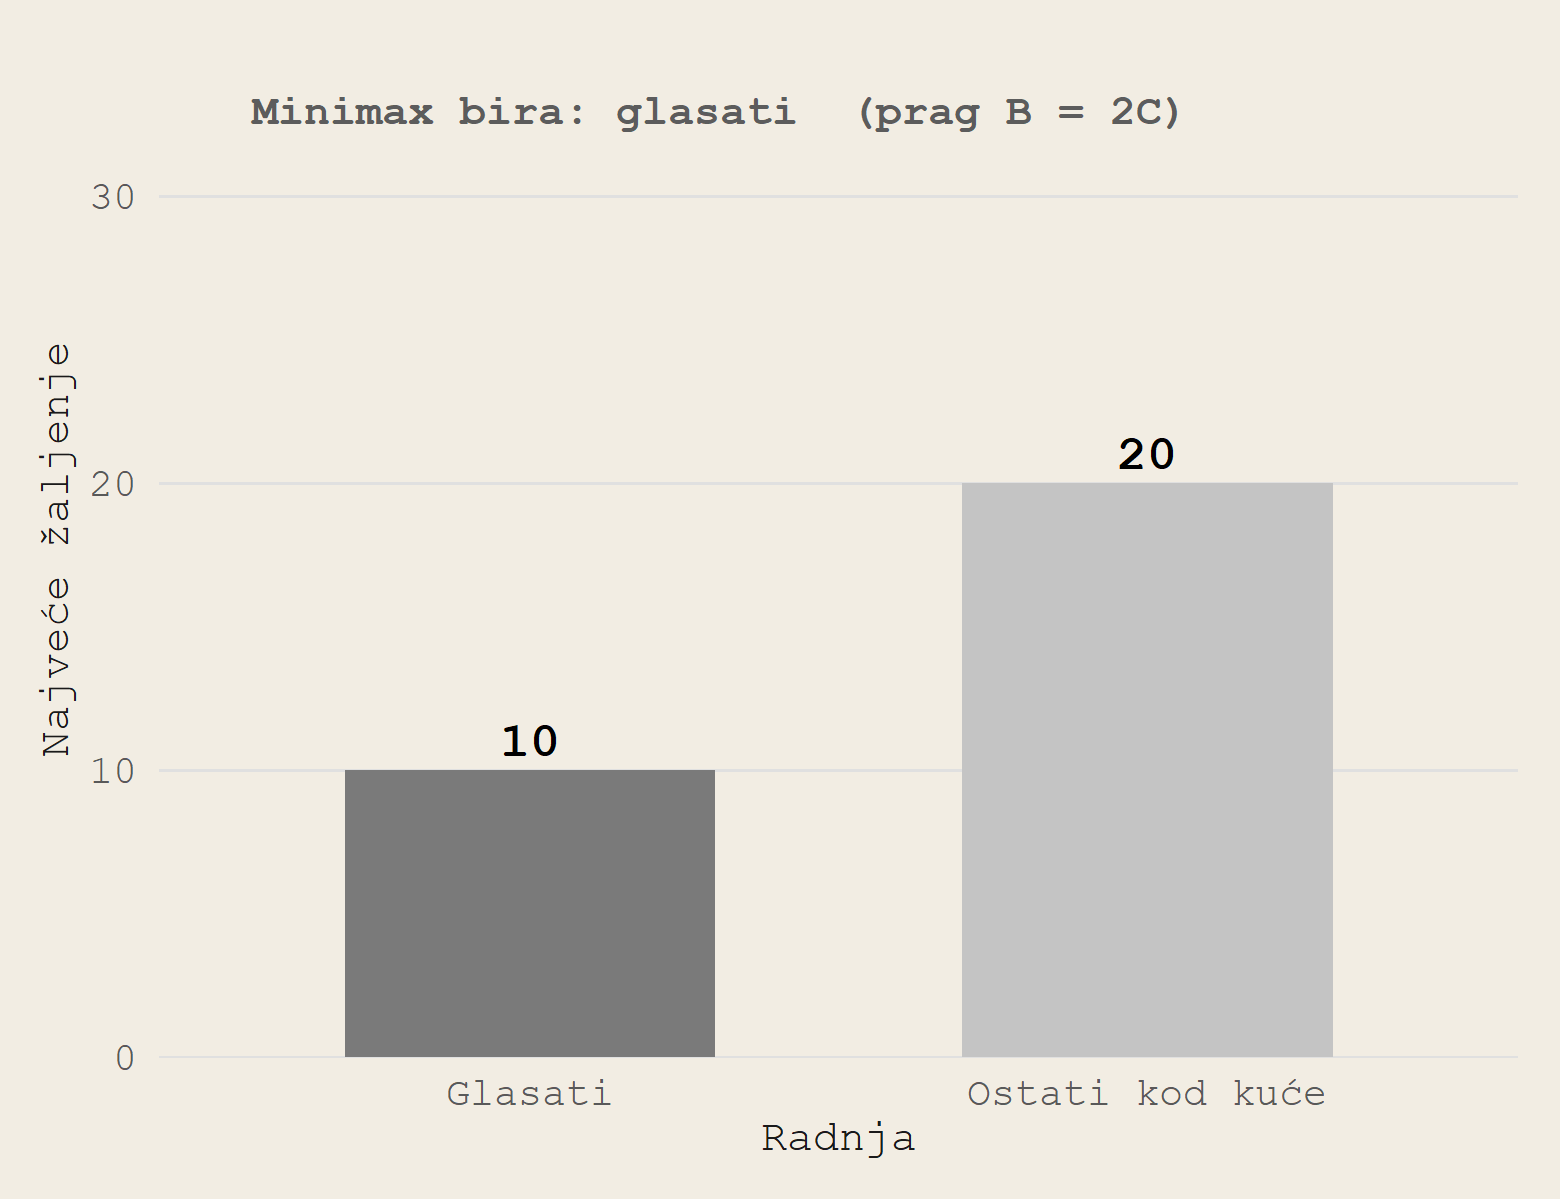 Minimax bira: glasati  (prag B = 2C)
30
20
10
0
Najveće žaljenje
10
20
Glasati
Ostati kod kuće
Radnja